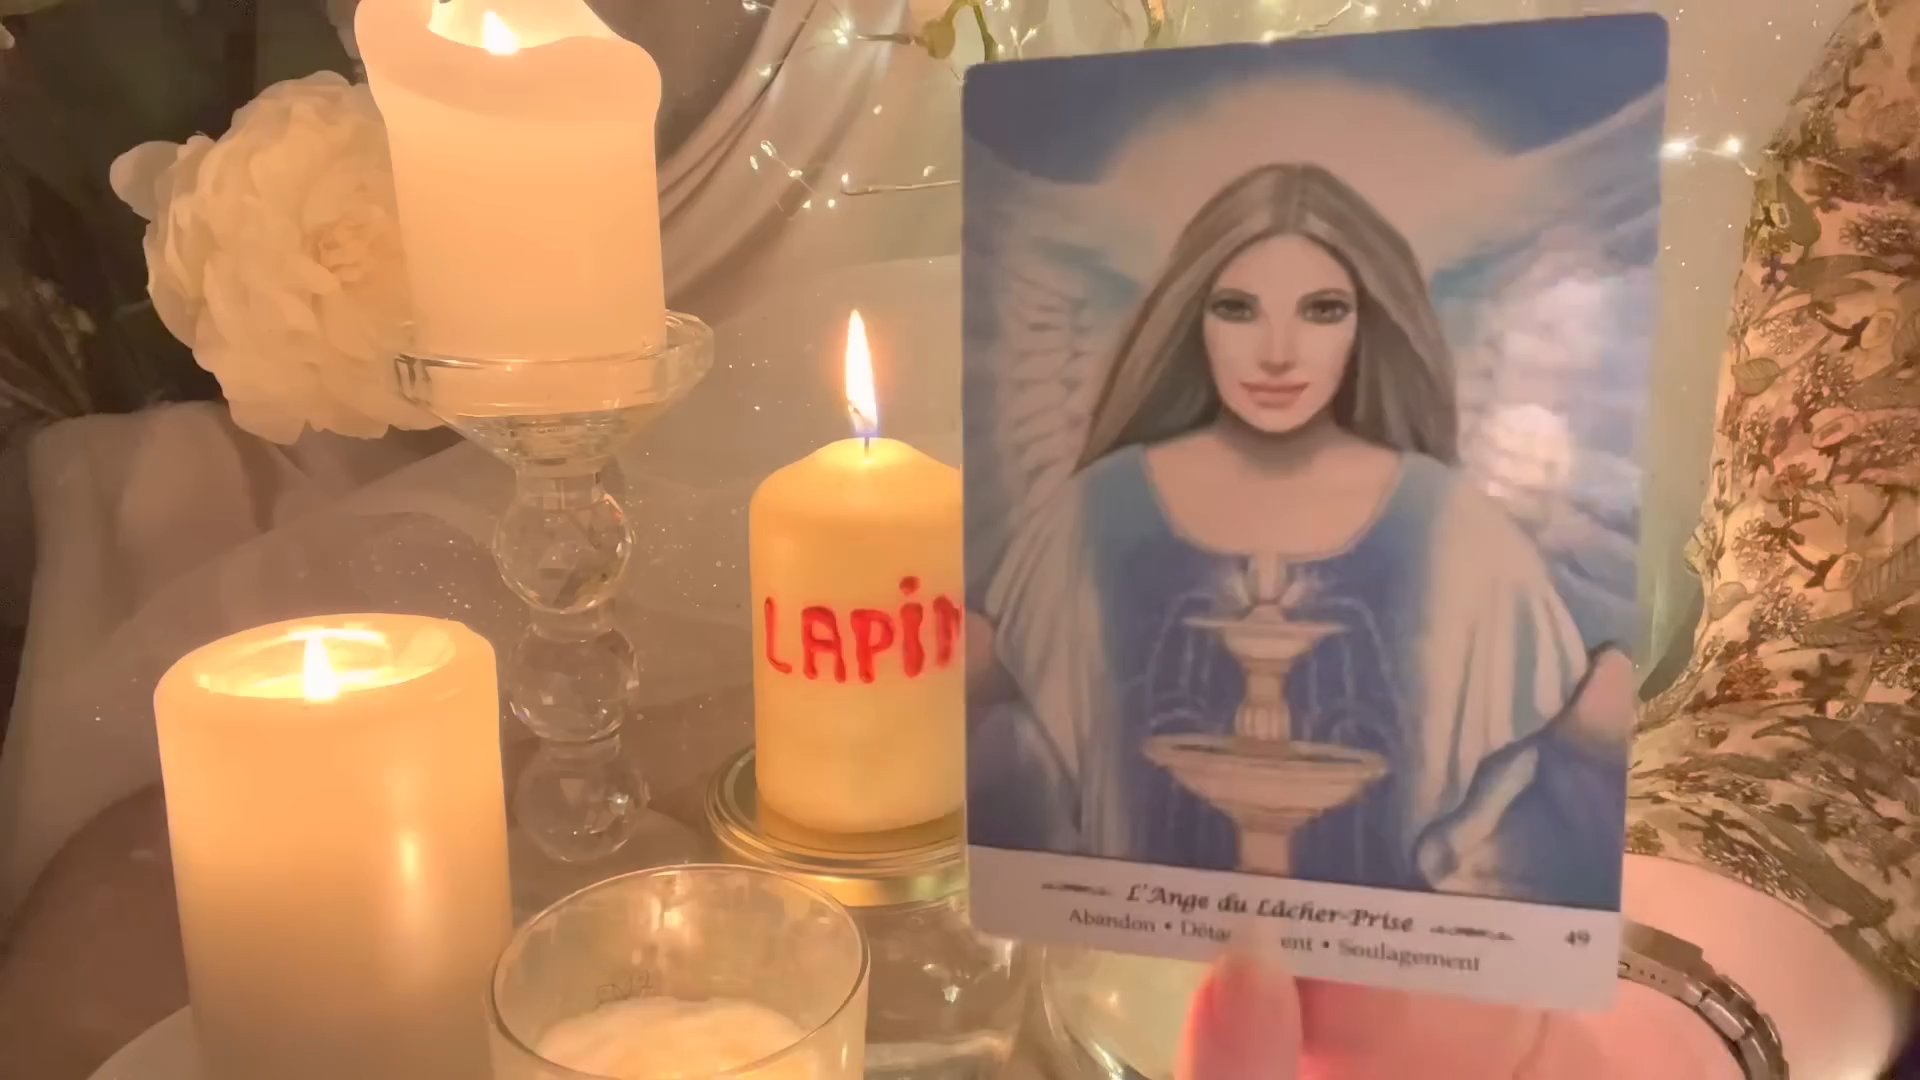 LAPIN
L'Ange du Lâcher-Prise
49
Abandon • • Soulagement